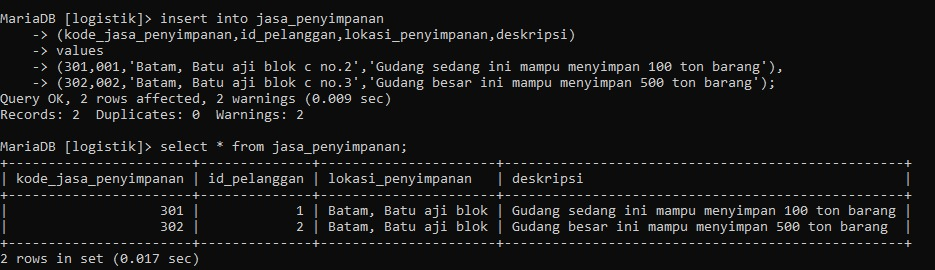 MariaDB [logistik]> insert into jasa_penyimpanan
    -> (kode_jasa_penyimpanan,id_pelanggan,lokasi_penyimpanan,deskripsi)
    -> values
    -> (301,001,'Batam, Batu aji blok c no.2','Gudang sedang ini mampu menyimpan 100 ton barang'),
    -> (302,002,'Batam, Batu aji blok c no.3','Gudang besar ini mampu menyimpan 500 ton barang');
Query OK, 2 rows affected, 2 warnings (0.009 sec)
Records: 2  Duplicates: 0  Warnings: 2

MariaDB [logistik]> select * from jasa_penyimpanan;
+-----------------------+--------------+-----------------------+--------------------------------------------------+
| kode_jasa_penyimpanan | id_pelanggan | lokasi_penyimpanan   | deskripsi                                        |
+-----------------------+--------------+-----------------------+--------------------------------------------------+
|                   301 |            1 | Batam, Batu aji blok | Gudang sedang ini mampu menyimpan 100 ton barang |
|                   302 |            2 | Batam, Batu aji blok | Gudang besar ini mampu menyimpan 500 ton barang  |
+-----------------------+--------------+-----------------------+--------------------------------------------------+
2 rows in set (0.017 sec)